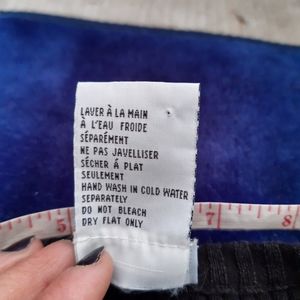 LAVER À LA MAIN
À L'EAU FROIDE
SÉPARÉMENT
NE PAS JAVELLISER
SÉCHER À PLAT
SEULEMENT
HAND WASH IN COLD WATER
SEPARATELY
DO NOT BLEACH
DRY FLAT ONLY
5 7 8